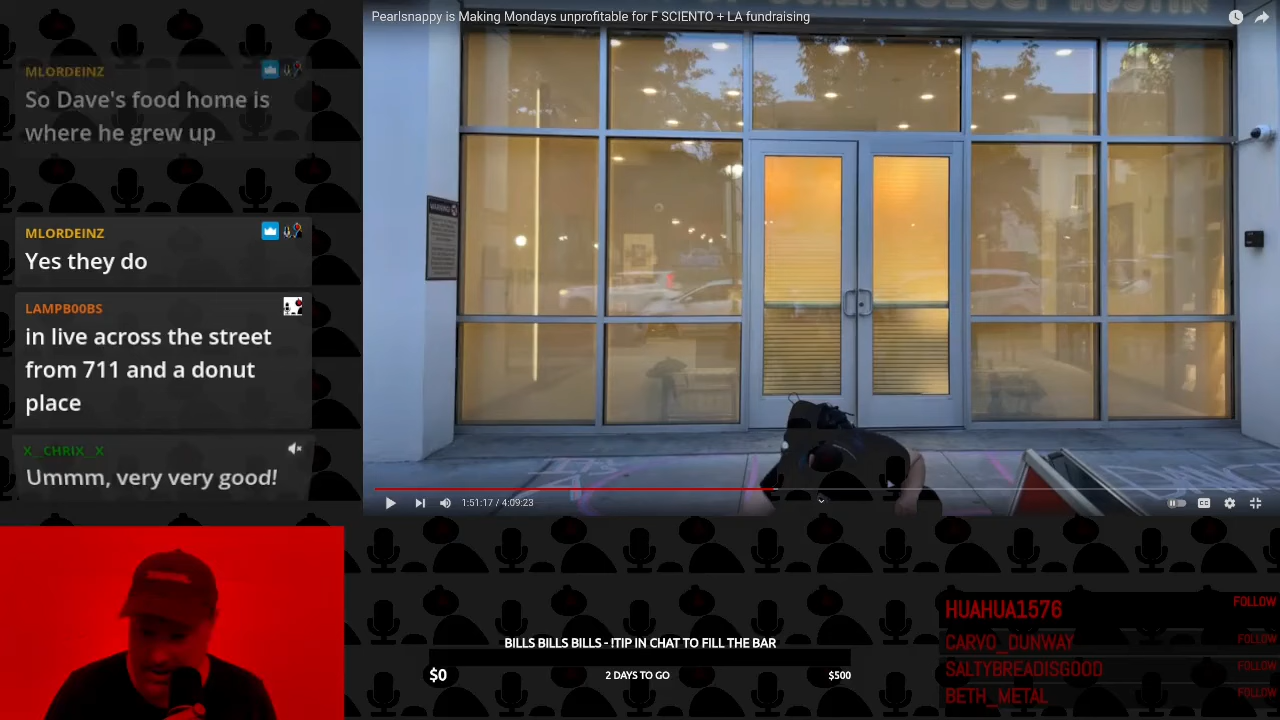 Pearlsnappy is Making Mondays unprofitable for F SCIENTO + LA fundraising
MLORDEINZ
So Dave's food home is
where he grew up
MLORDEINZ
Yes they do
LAMPB00BS
in live across the street
from 711 and a donut
place
X_CHRIX_X
Ummm, very very good!
WARNING
1:51:17 / 4:09:23
BILLS BILLS BILLS - !TIP IN CHAT TO FILL THE BAR
$0
2 DAYS TO GO
$500
HUAHUA1576
FOLLOW
CARVO_DUNWAY
FOLLOW
SALTYBREADISGOOD
FOLLOW
BETH_METAL
FOLLOW